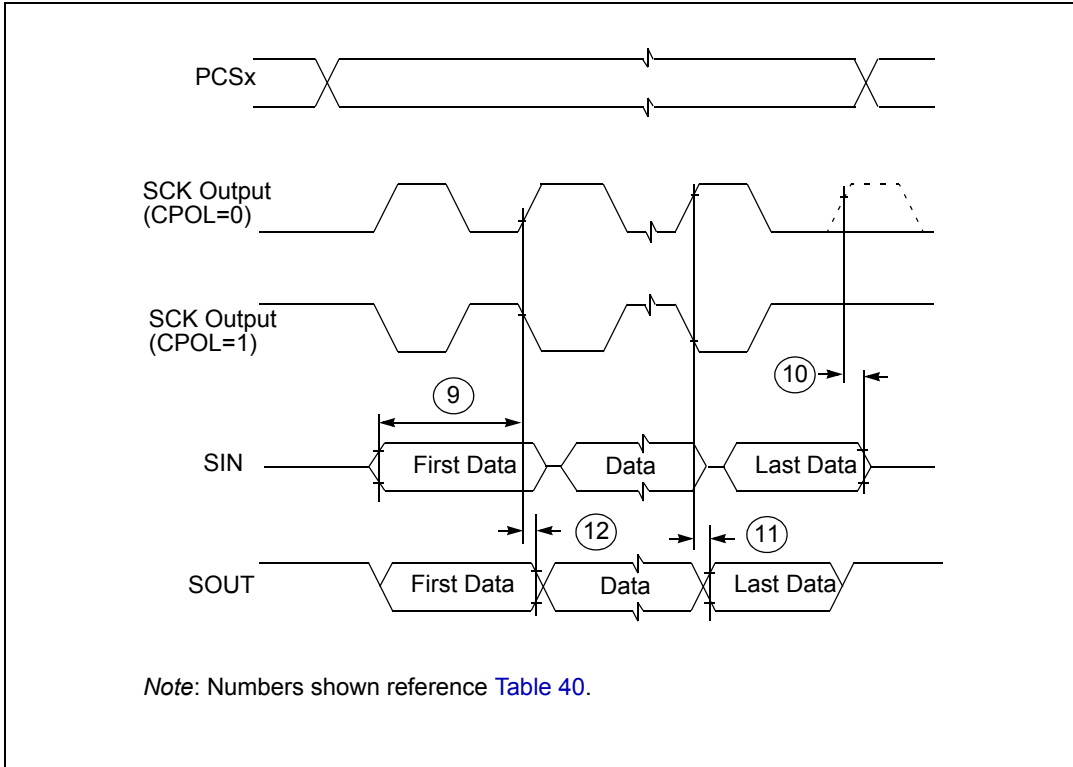 PCSx
SCK Output
(CPOL=0)
SCK Output
(CPOL=1)
10
9
SIN
First Data
Data
Last Data
12
11
SOUT
First Data
Data
Last Data
Note: Numbers shown reference Table 40.